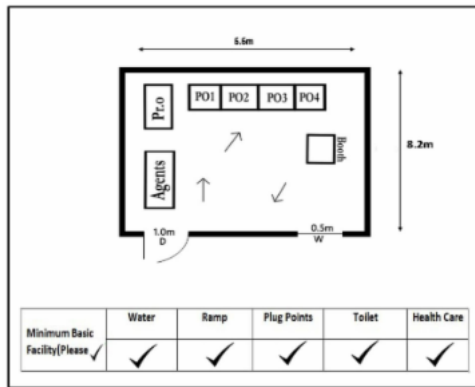 5.6m
Pr.o
PO1 PO2 PO3 PO4
Booth
8.2m
Agents
1.0m
D
0.5m
W
Water Ramp Plug Points Toilet Health Care
Minimum Basic
Facility(Please ✓
✓ ✓ ✓ ✓ ✓